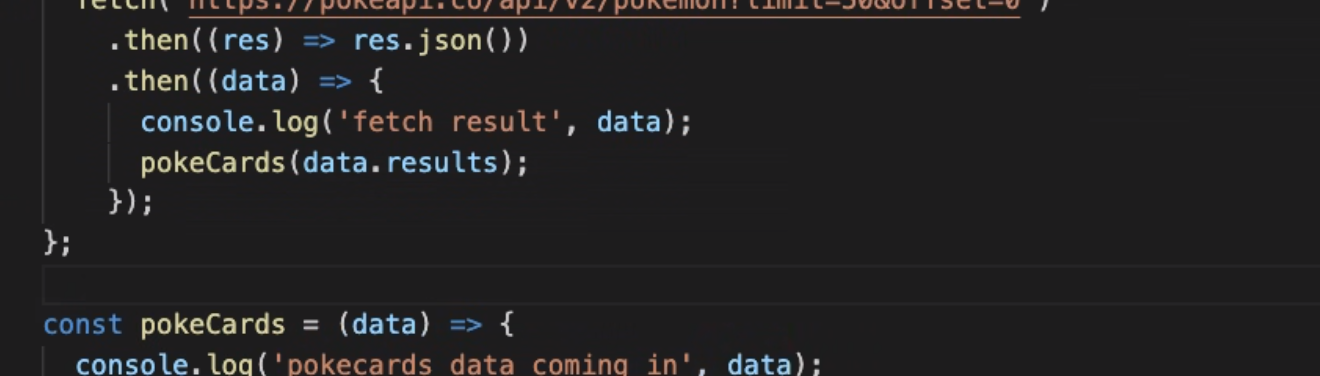 fetch("https://pokeapi.co/api/v2/pokemon?limit=50&offset=0")
.then((res) => res.json())
.then((data) => {
console.log('fetch result', data);
pokeCards(data.results);
});
};
const pokeCards = (data) => {
console.log('pokecards data coming in', data);